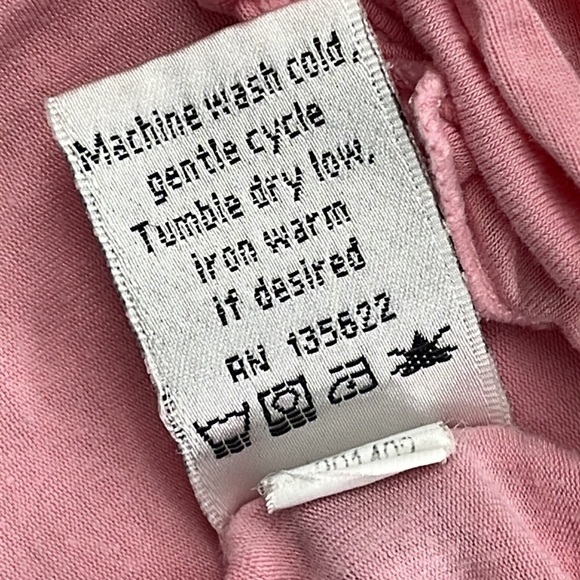 Machine wash cold,
gentle cycle
Tumble dry low,
iron warm
if desired
RN 135622